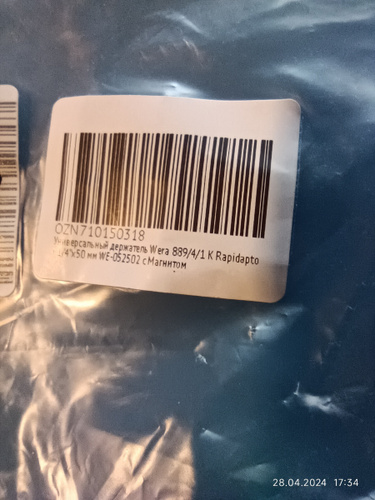 OZN710150318
Универсальный держатель Wera 889/4/1 K Rapidapto
1/4"x50 мм WE-052502 с Магнитом
28.04.2024 17:34